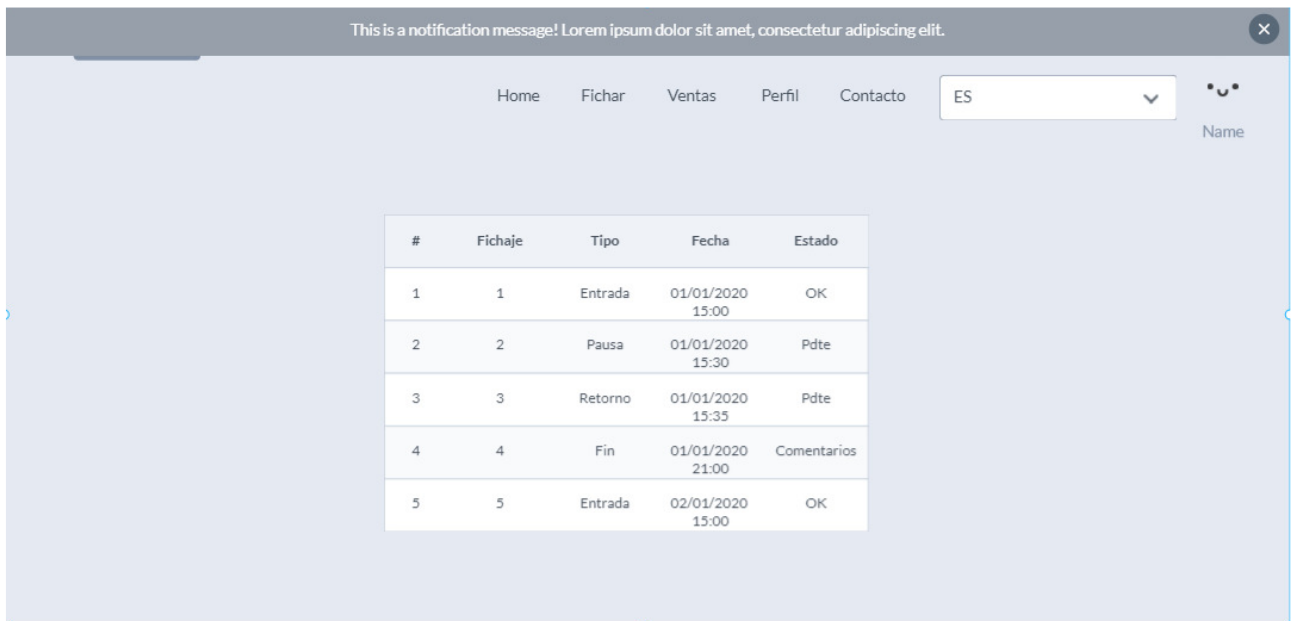 This is a notification message! Lorem ipsum dolor sit amet, consectetur adipiscing elit.
Home Fichar Ventas Perfil Contacto ES
Name
# Fichaje Tipo Fecha Estado
1 1 Entrada 01/01/2020 15:00 OK
2 2 Pausa 01/01/2020 15:30 Pdte
3 3 Retorno 01/01/2020 15:35 Pdte
4 4 Fin 01/01/2020 21:00 Comentarios
5 5 Entrada 02/01/2020 15:00 OK